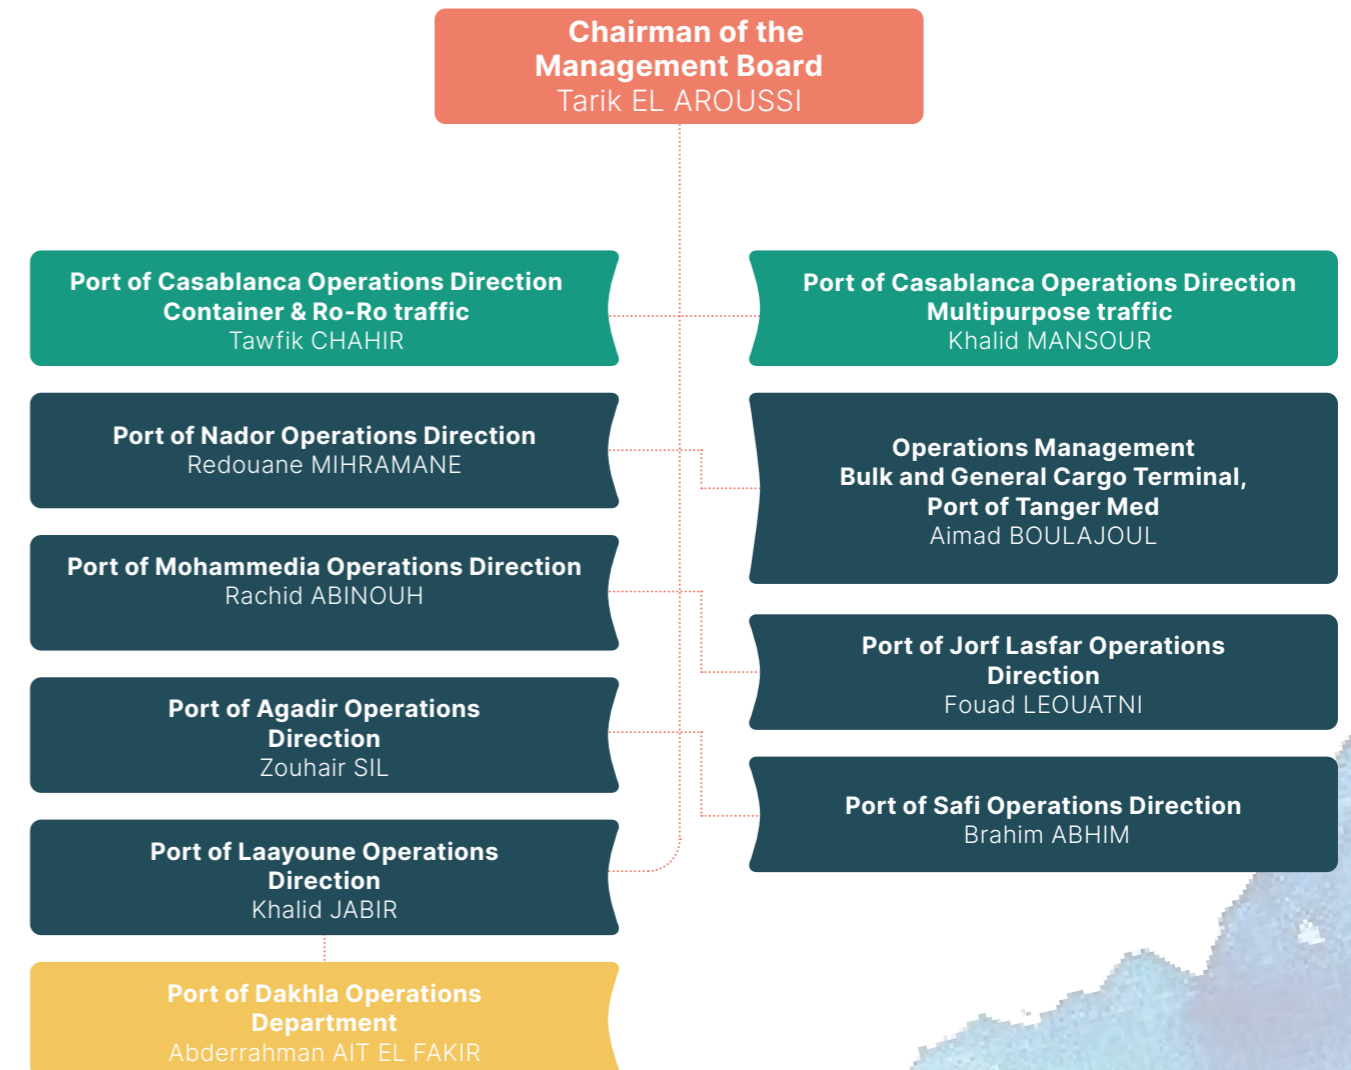 Chairman of the
Management Board
Tarik EL AROUSSI
Port of Casablanca Operations Direction
Container & Ro-Ro traffic
Tawfik CHAHIR
Port of Casablanca Operations Direction
Multipurpose traffic
Khalid MANSOUR
Port of Nador Operations Direction
Redouane MIHRAMANE
Operations Management
Bulk and General Cargo Terminal,
Port of Tanger Med
Aimad BOULAJOUL
Port of Mohammedia Operations Direction
Rachid ABINOUH
Port of Jorf Lasfar Operations
Direction
Fouad LEOUATNI
Port of Agadir Operations
Direction
Zouhair SIL
Port of Safi Operations Direction
Brahim ABHIM
Port of Laayoune Operations
Direction
Khalid JABIR
Port of Dakhla Operations
Department
Abderrahman AIT EL FAKIR